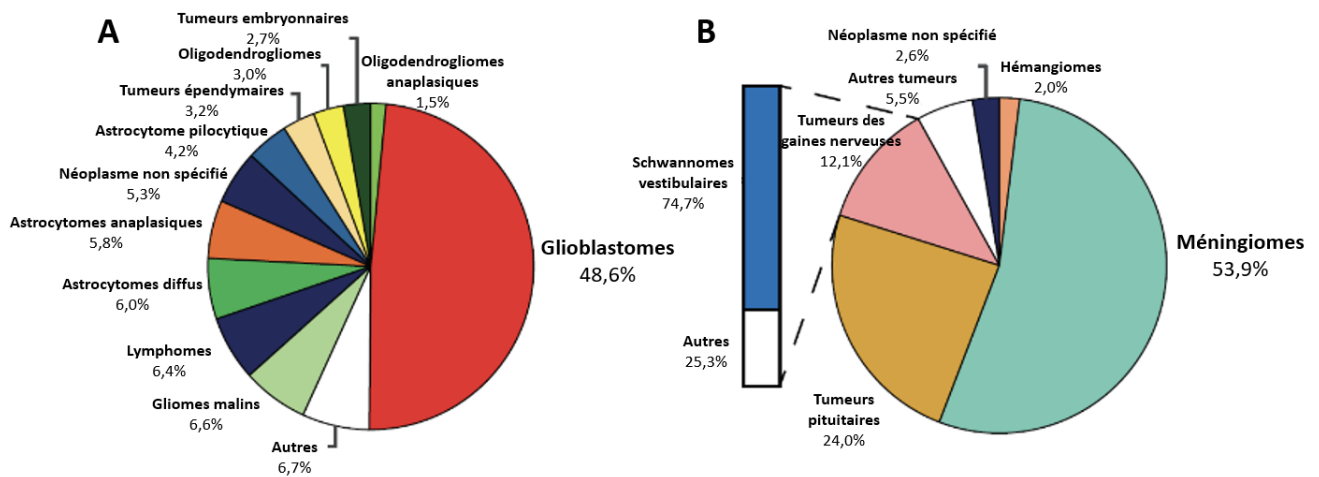 A
Tumeurs embryonnaires
2,7%
Oligodendrogliomes
3,0%
Oligodendrogliomes
anaplasiques
1,5%
Tumeurs épendymaires
3,2%
Astrocytome pilocytique
4,2%
Néoplasme non spécifié
5,3%
Astrocytomes anaplasiques
5,8%
Astrocytomes diffus
6,0%
Lymphomes
6,4%
Gliomes malins
6,6%
Autres
6,7%
Glioblastomes
48,6%
B
Néoplasme non spécifié
2,6%
Hémangiomes
2,0%
Autres tumeurs
5,5%
Tumeurs des
gaines nerveuses
12,1%
Schwannomes
vestibulaires
74,7%
Autres
25,3%
Tumeurs
pituitaires
24,0%
Méningiomes
53,9%